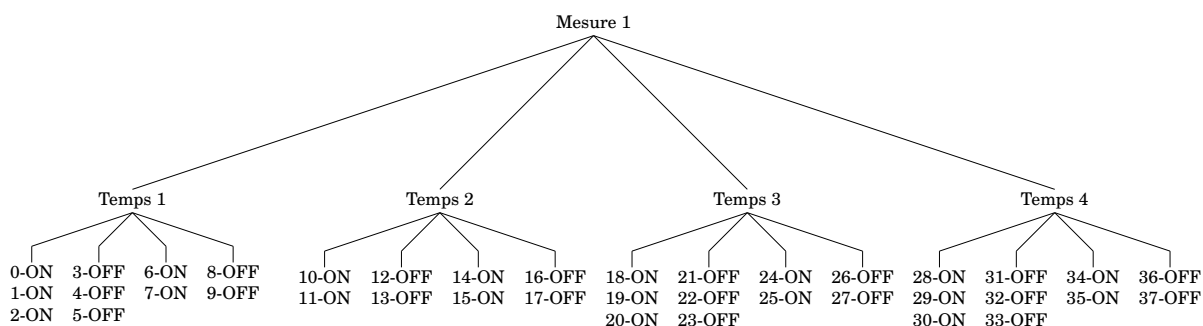 Mesure 1
Temps 1 Temps 2 Temps 3 Temps 4
0-ON 3-OFF 6-ON 8-OFF 10-ON 12-OFF 14-ON 16-OFF 18-ON 21-OFF 24-ON 26-OFF 28-ON 31-OFF 34-ON 36-OFF
1-ON 4-OFF 7-ON 9-OFF 11-ON 13-OFF 15-ON 17-OFF 19-ON 22-OFF 25-ON 27-OFF 29-ON 32-OFF 35-ON 37-OFF
2-ON 5-OFF 20-ON 23-OFF 30-ON 33-OFF